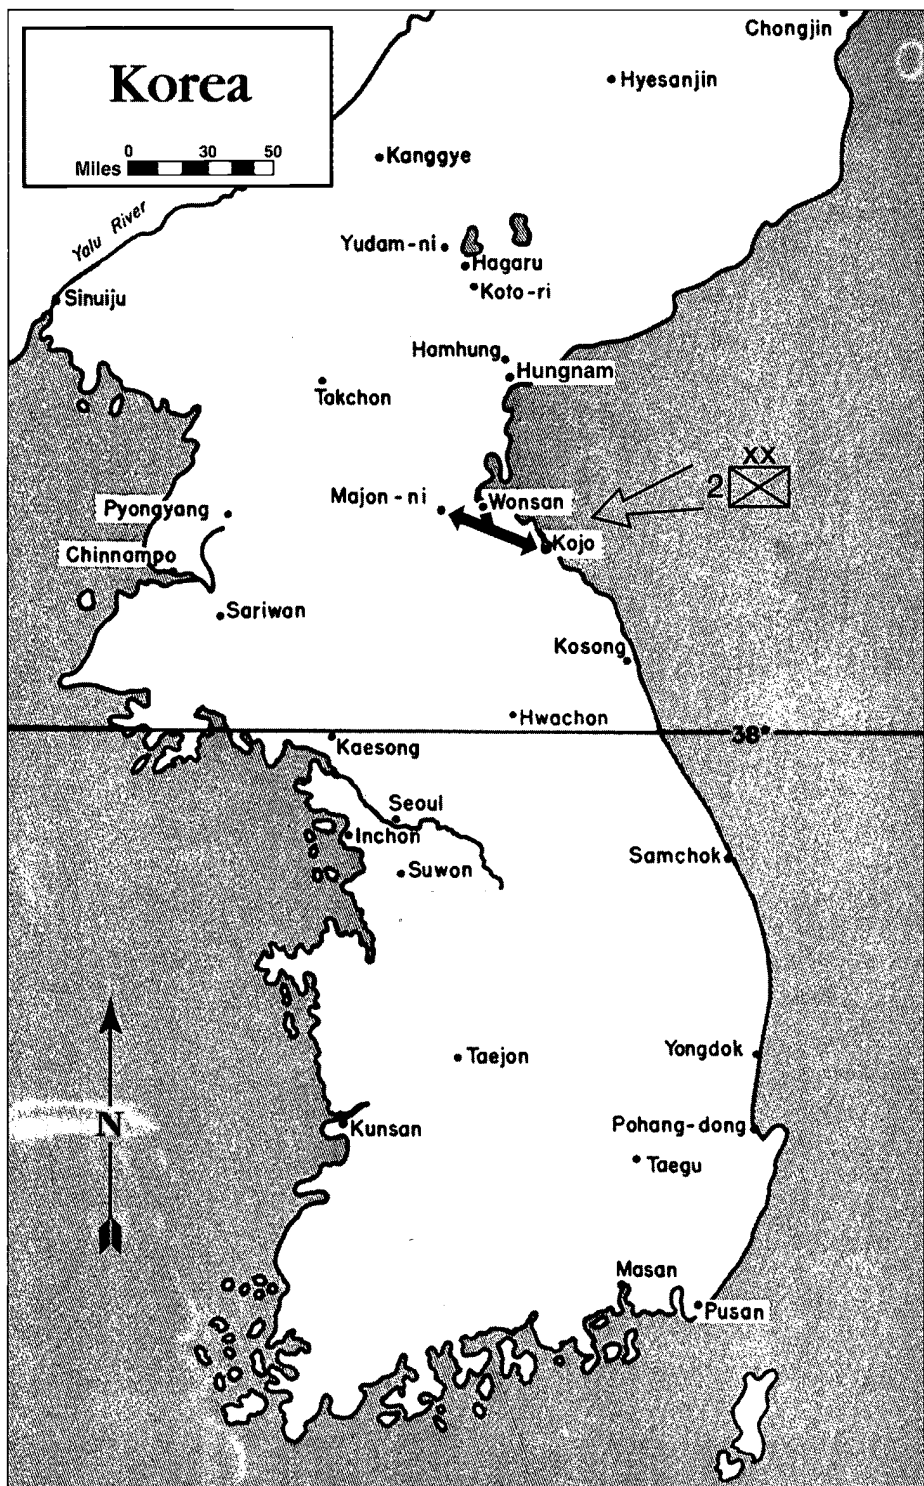 Chongjin
Korea
Hyesanjin
0 30 50
Miles
Kanggye
Yalu River
Yudam-ni
Hagaru
Koto-ri
Sinuiju
Hamhung
Hungnam
Takchon
XX
2
Majon-ni
Wonsan
Pyongyang
Kojo
Chinnampo
Sariwan
Kosong
Hwachon
38°
Kaesong
Seoul
Inchon
Samchok
Suwon
Yongdok
Taejon
N
Kunsan
Pohang-dong
Taegu
Masan
Pusan